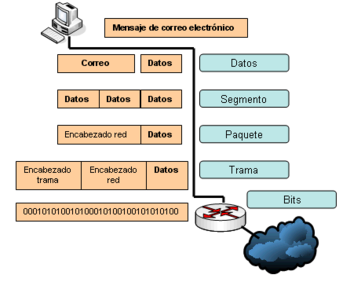 Mensaje de correo electrónico
Correo Datos Datos
Datos Datos Datos Segmento
Encabezado red Datos Paquete
Encabezado trama Encabezado red Datos Trama
Bits
0001010100101000101001001010100